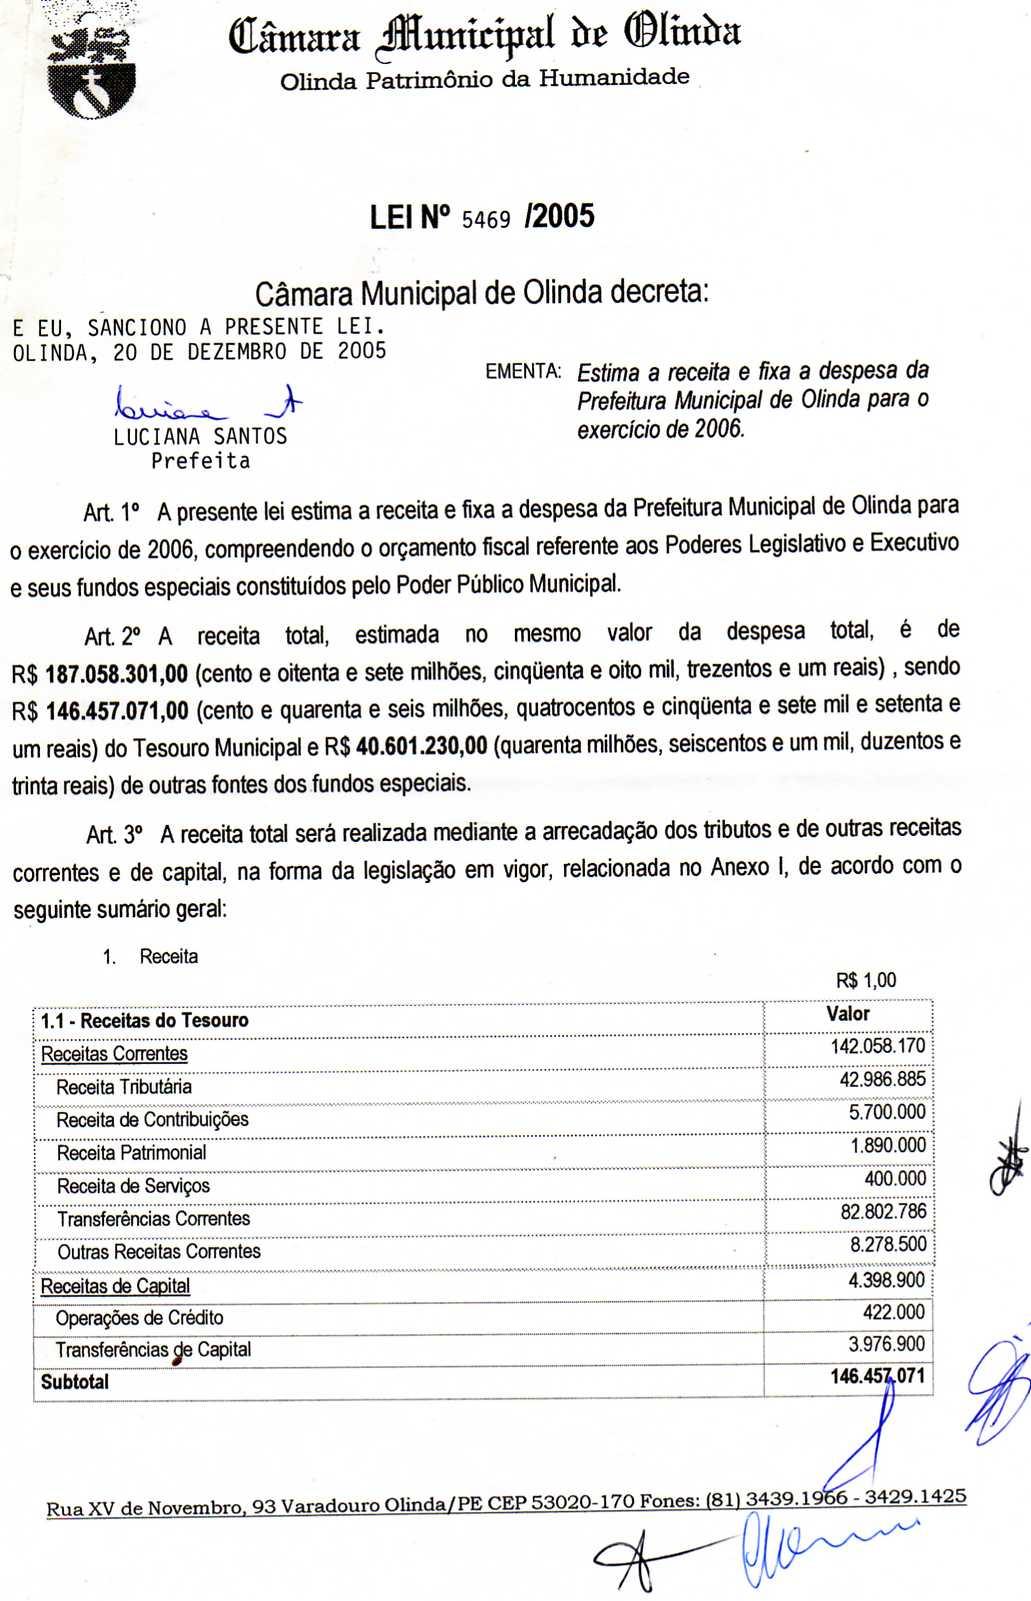 Câmara Municipal de Olinda
Olinda Patrimônio da Humanidade
LEI Nº 5469 /2005
Câmara Municipal de Olinda decreta:
E EU, SANCIONO A PRESENTE LEI.
OLINDA, 20 DE DEZEMBRO DE 2005
EMENTA: Estima a receita e fixa a despesa da
Prefeitura Municipal de Olinda para o
exercício de 2006.
LUCIANA SANTOS
Prefeita
Art. 1º A presente lei estima a receita e fixa a despesa da Prefeitura Municipal de Olinda para
o exercício de 2006, compreendendo o orçamento fiscal referente aos Poderes Legislativo e Executivo
e seus fundos especiais constituídos pelo Poder Público Municipal.
Art. 2º A receita total, estimada no mesmo valor da despesa total, é de
R$ 187.058.301,00 (cento e oitenta e sete milhões, cinqüenta e oito mil, trezentos e um reais) , sendo
R$ 146.457.071,00 (cento e quarenta e seis milhões, quatrocentos e cinqüenta e sete mil e setenta e
um reais) do Tesouro Municipal e R$ 40.601.230,00 (quarenta milhões, seiscentos e um mil, duzentos e
trinta reais) de outras fontes dos fundos especiais.
Art. 3º A receita total será realizada mediante a arrecadação dos tributos e de outras receitas
correntes e de capital, na forma da legislação em vigor, relacionada no Anexo I, de acordo com o
seguinte sumário geral:
1. Receita
R$ 1,00
1.1 - Receitas do Tesouro Valor
Receitas Correntes 142.058.170
Receita Tributária 42.986.885
Receita de Contribuições 5.700.000
Receita Patrimonial 1.890.000
Receita de Serviços 400.000
Transferências Correntes 82.802.786
Outras Receitas Correntes 8.278.500
Receitas de Capital 4.398.900
Operações de Crédito 422.000
Transferências de Capital 3.976.900
Subtotal 146.457.071
Rua XV de Novembro, 93 Varadouro Olinda/PE CEP 53020-170 Fones: (81) 3439.1966 - 3429.1425